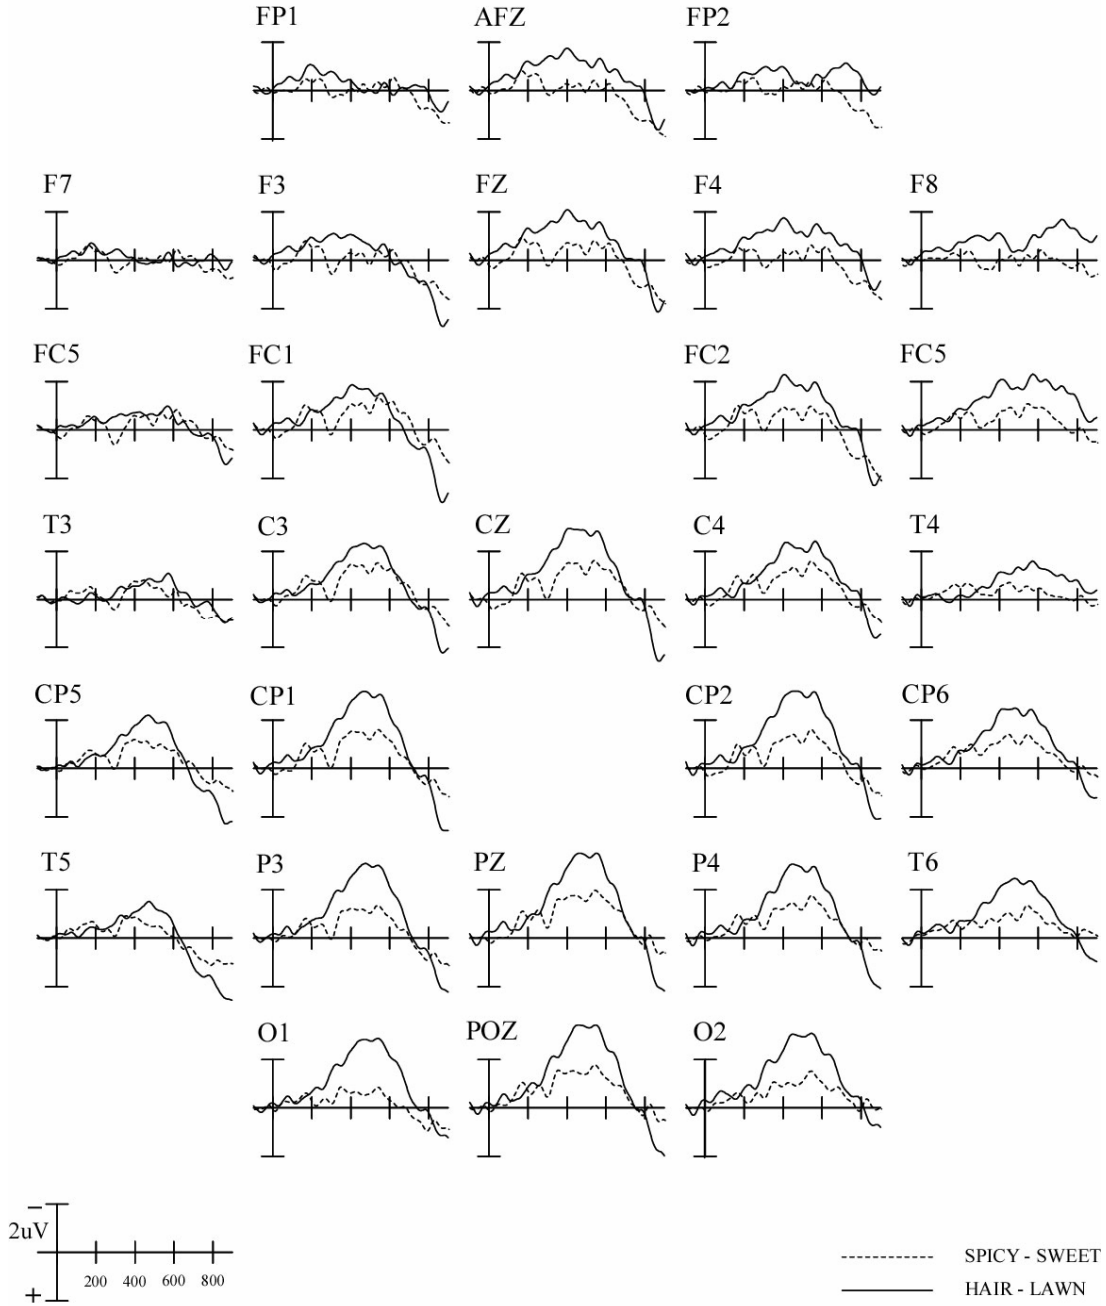 FP1 AFZ FP2
F7 F3 FZ F4 F8
FC5 FC1 FC2 FC5
T3 C3 CZ C4 T4
CP5 CP1 CP2 CP6
T5 P3 PZ P4 T6
O1 POZ O2
−
2uV
200 400 600 800
+
SPICY - SWEET
HAIR - LAWN